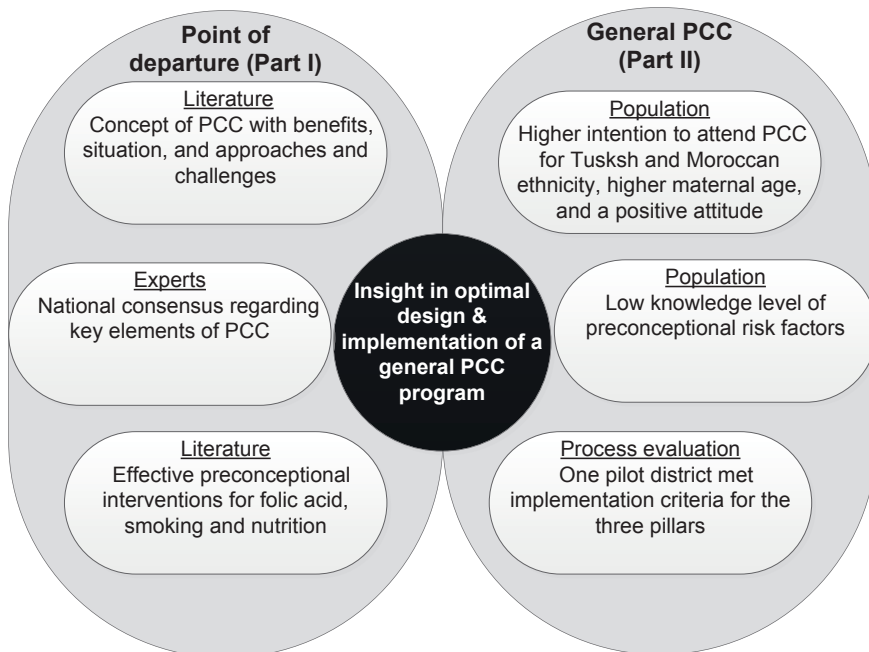 Point of
departure (Part I)
Literature
Concept of PCC with benefits,
situation, and approaches and
challenges
Experts
National consensus regarding
key elements of PCC
Literature
Effective preconceptional
interventions for folic acid,
smoking and nutrition
Insight in optimal
design &
implementation of a
general PCC
program
General PCC
(Part II)
Population
Higher intention to attend PCC
for Tusksh and Moroccan
ethnicity, higher maternal age,
and a positive attitude
Population
Low knowledge level of
preconceptional risk factors
Process evaluation
One pilot district met
implementation criteria for the
three pillars